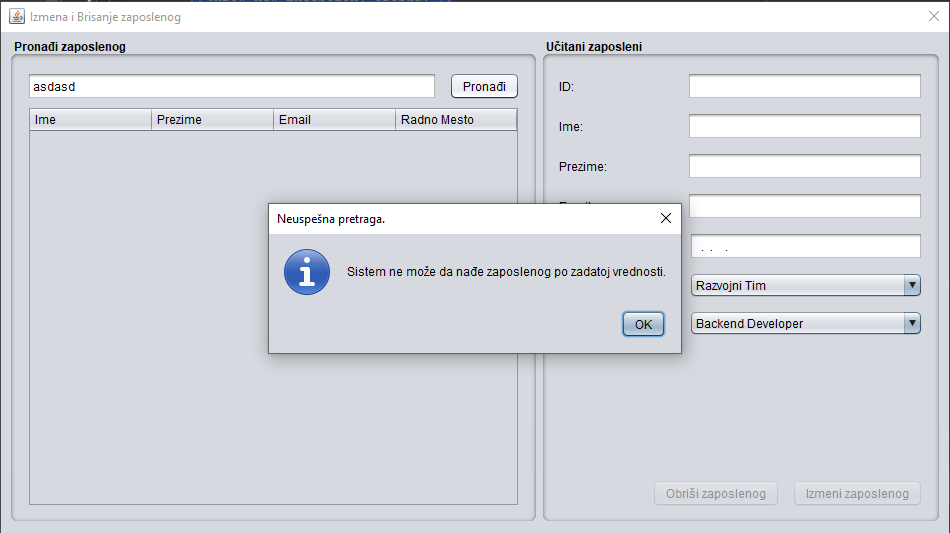 Izmena i Brisanje zaposlenog
Pronađi zaposlenog
asdasd
Pronađi
Ime Prezime Email Radno Mesto
Učitani zaposleni
ID:
Ime:
Prezime:
. . .
Razvojni Tim
Backend Developer
Obriši zaposlenog Izmeni zaposlenog
Neuspešna pretraga.
Sistem ne može da nađe zaposlenog po zadatoj vrednosti.
OK